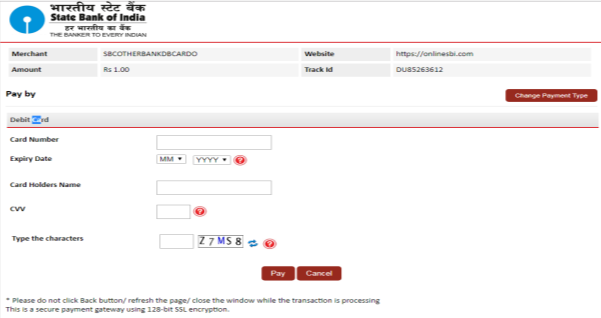 भारतीय स्टेट बैंक
State Bank of India
हर भारतीय का बैंक
THE BANKER TO EVERY INDIAN
Merchant SBCOTHERBANKDBCARDO Website https://onlinesbi.com
Amount Rs 1.00 Track Id DU85263612
Pay by Change Payment Type
Debit Card
Card Number
Expiry Date MM YYYY ?
Card Holders Name
CVV ?
Type the characters Z 7 M S 8 ?
Pay Cancel
* Please do not click Back button/ refresh the page/ close the window while the transaction is processing
This is a secure payment gateway using 128-bit SSL encryption.